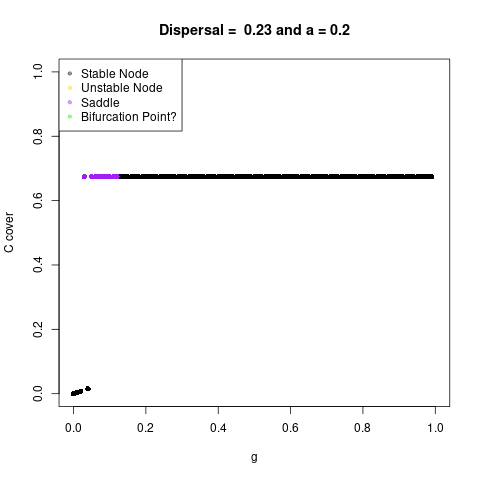 Dispersal =  0.23 and a = 0.2
Stable Node
Unstable Node
Saddle
Bifurcation Point?
C cover
1.0
0.8
0.6
0.4
0.2
0.0
0.0 0.2 0.4 0.6 0.8 1.0
g